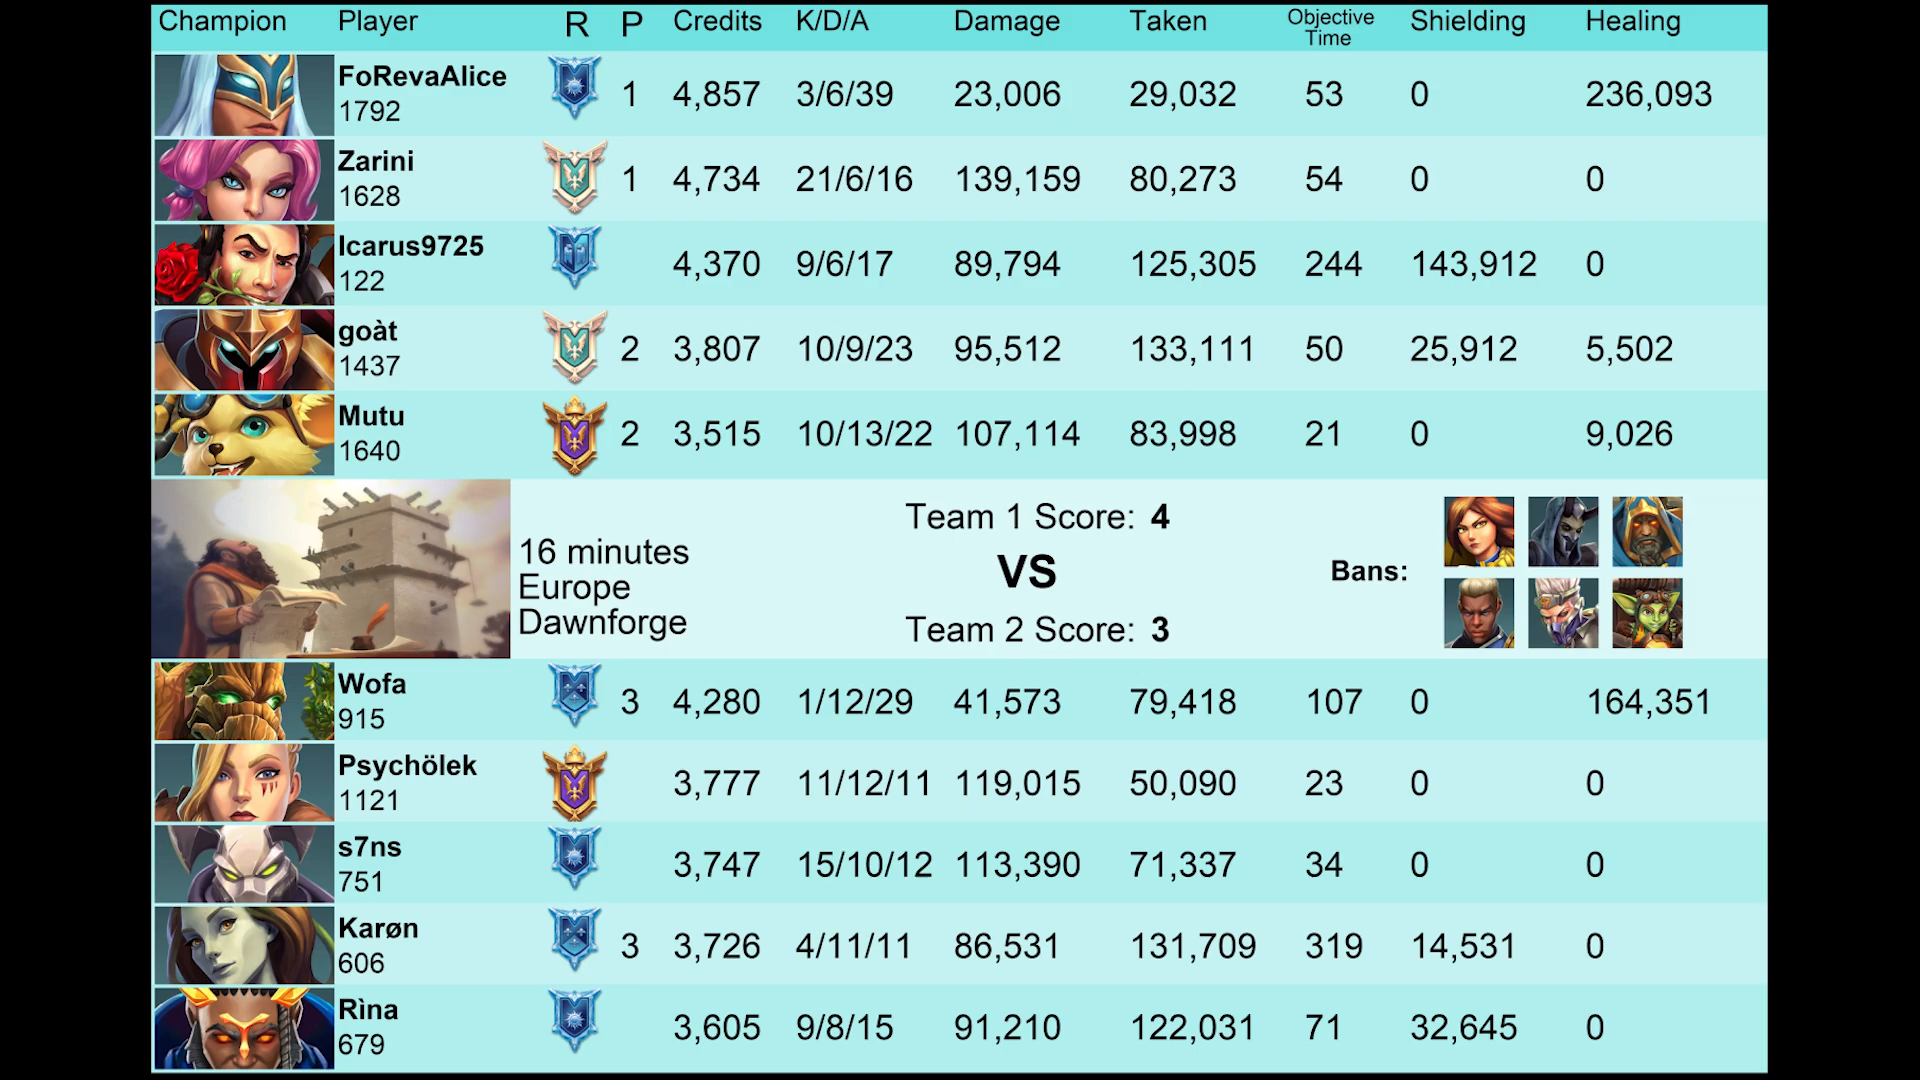 Champion Player R P Credits K/D/A Damage Taken Objective Time Shielding Healing
FoRevaAlice
1792
1 4,857 3/6/39 23,006 29,032 53 0 236,093
Zarini
1628
1 4,734 21/6/16 139,159 80,273 54 0 0
Icarus9725
122
4,370 9/6/17 89,794 125,305 244 143,912 0
goàt
1437
2 3,807 10/9/23 95,512 133,111 50 25,912 5,502
Mutu
1640
2 3,515 10/13/22 107,114 83,998 21 0 9,026
16 minutes
Europe
Dawnforge
Team 1 Score: 4
VS
Team 2 Score: 3
Bans:
Wofa
915
3 4,280 1/12/29 41,573 79,418 107 0 164,351
Psychölek
1121
3,777 11/12/11 119,015 50,090 23 0 0
s7ns
751
3,747 15/10/12 113,390 71,337 34 0 0
Karøn
606
3 3,726 4/11/11 86,531 131,709 319 14,531 0
Rìna
679
3,605 9/8/15 91,210 122,031 71 32,645 0